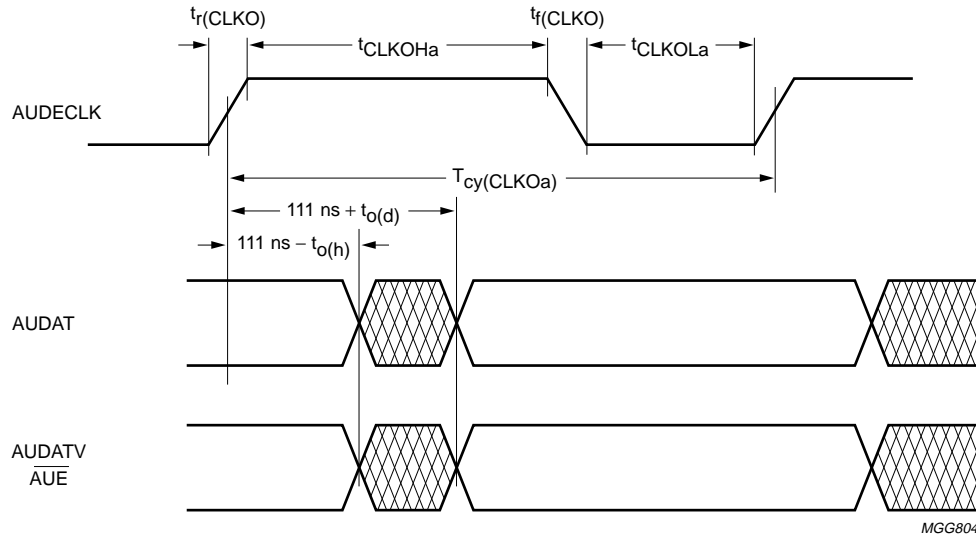 tr(CLKO)
tf(CLKO)
tCLKOHa
tCLKOLa
AUDECLK
Tcy(CLKOa)
111 ns + to(d)
111 ns − to(h)
AUDAT
AUDATV
AUE
MGG804